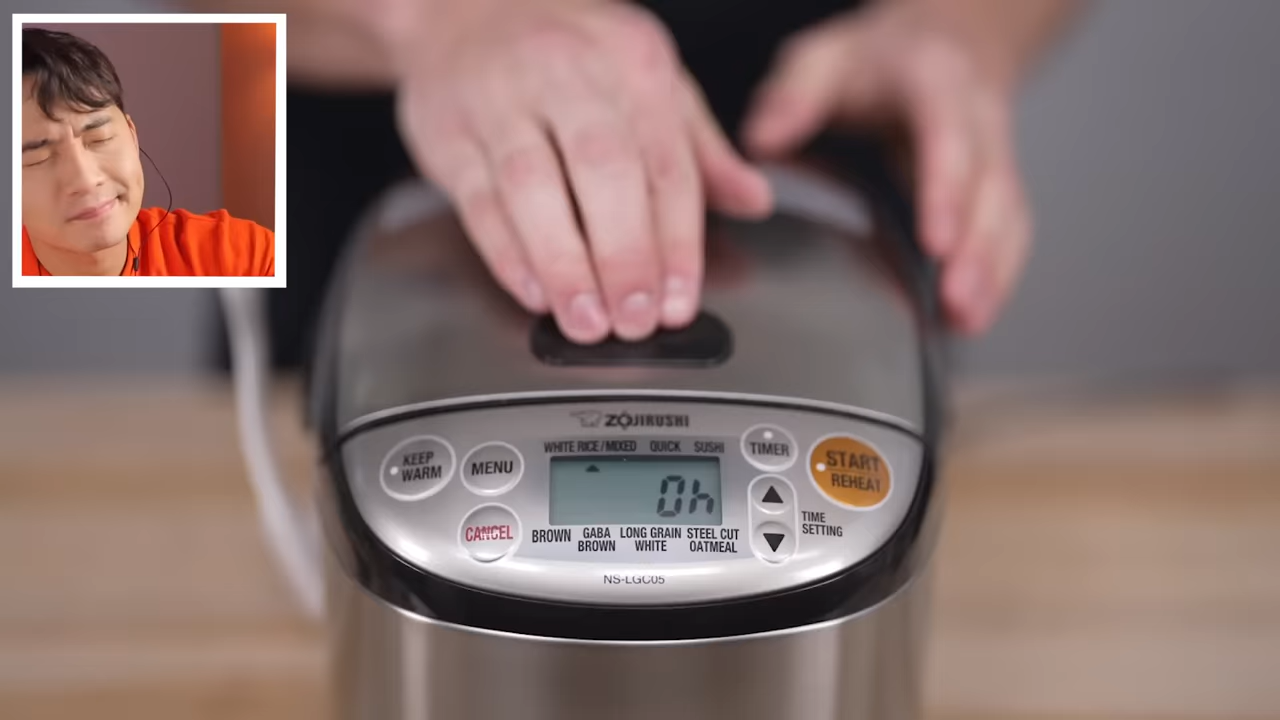 ZOJIRUSHI
WHITE RICE/MIXED QUICK SUSHI
KEEP
WARM
MENU
CANCEL
0h
TIMER
START
REHEAT
TIME
SETTING
BROWN
GABA
BROWN
LONG GRAIN
WHITE
STEEL CUT
OATMEAL
NS-LGC05